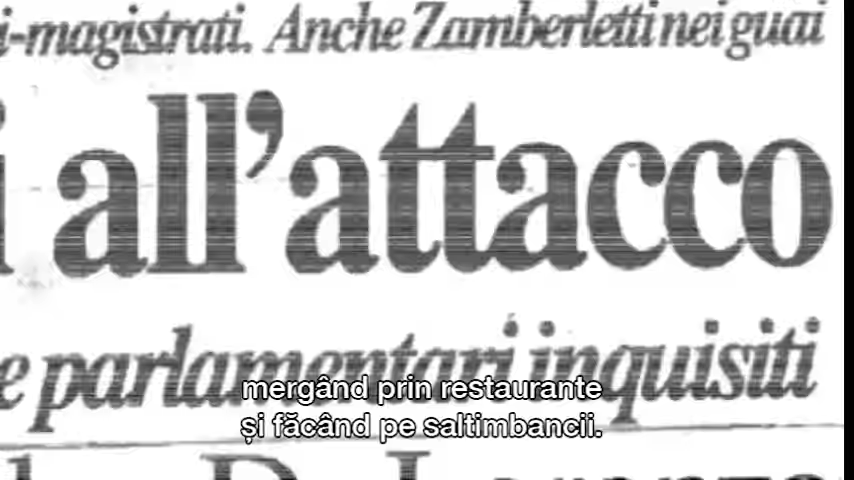 i-magistrati. Anche Zamberletti nei guai
i all'attacco
e parlamentari inquisiti
mergând prin restaurante
și făcând pe saltimbancii.